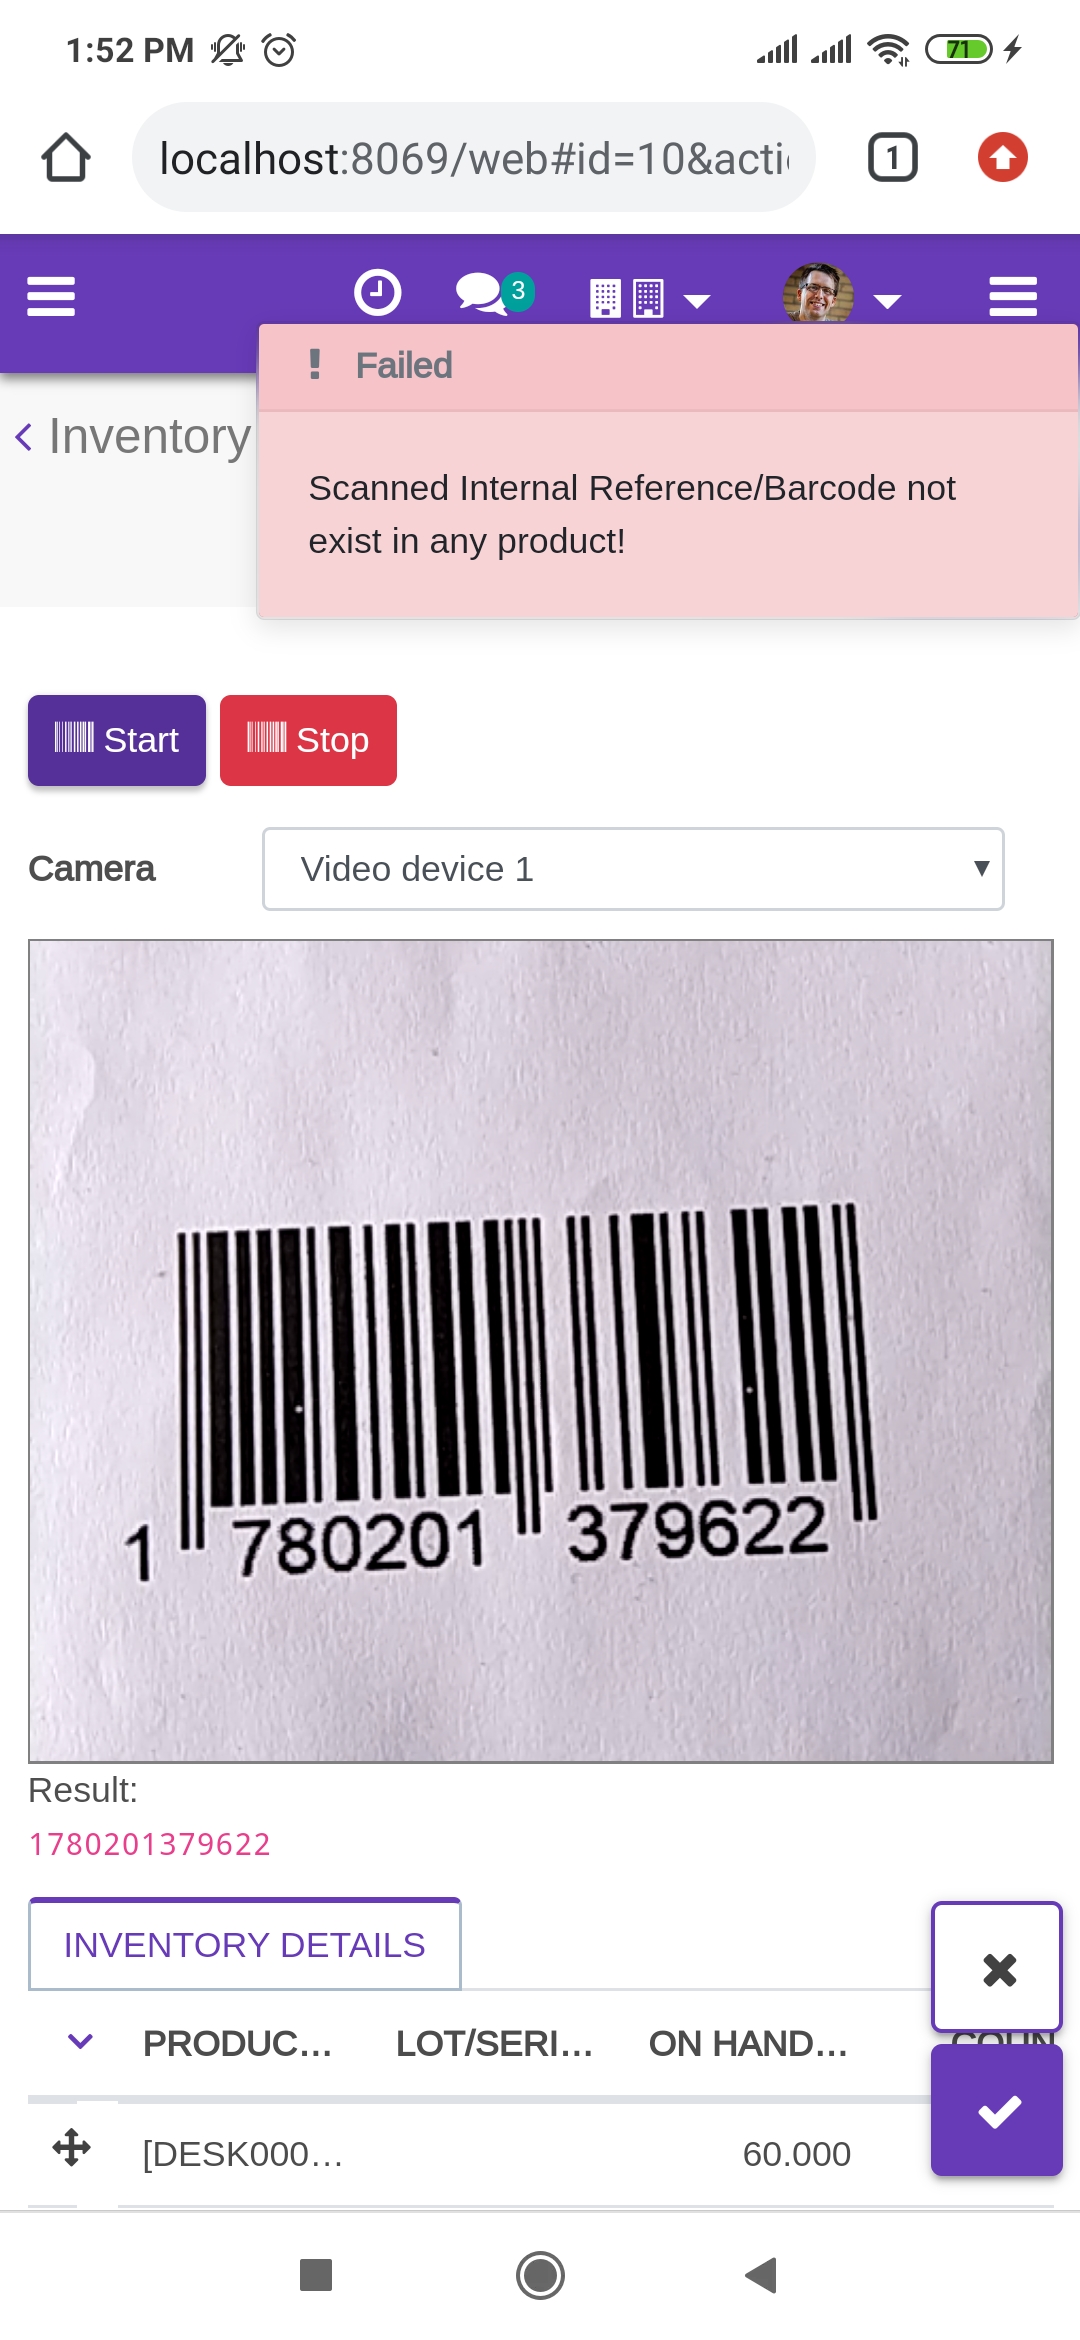 1:52 PM 71
localhost:8069/web#id=10&acti
1
3
Failed
Inventory
Scanned Internal Reference/Barcode not
exist in any product!
Start Stop
Camera Video device 1
1 780201 379622
Result:
1780201379622
INVENTORY DETAILS
PRODUC... LOT/SERI... ON HAND... COUN
[DESK000... 60.000